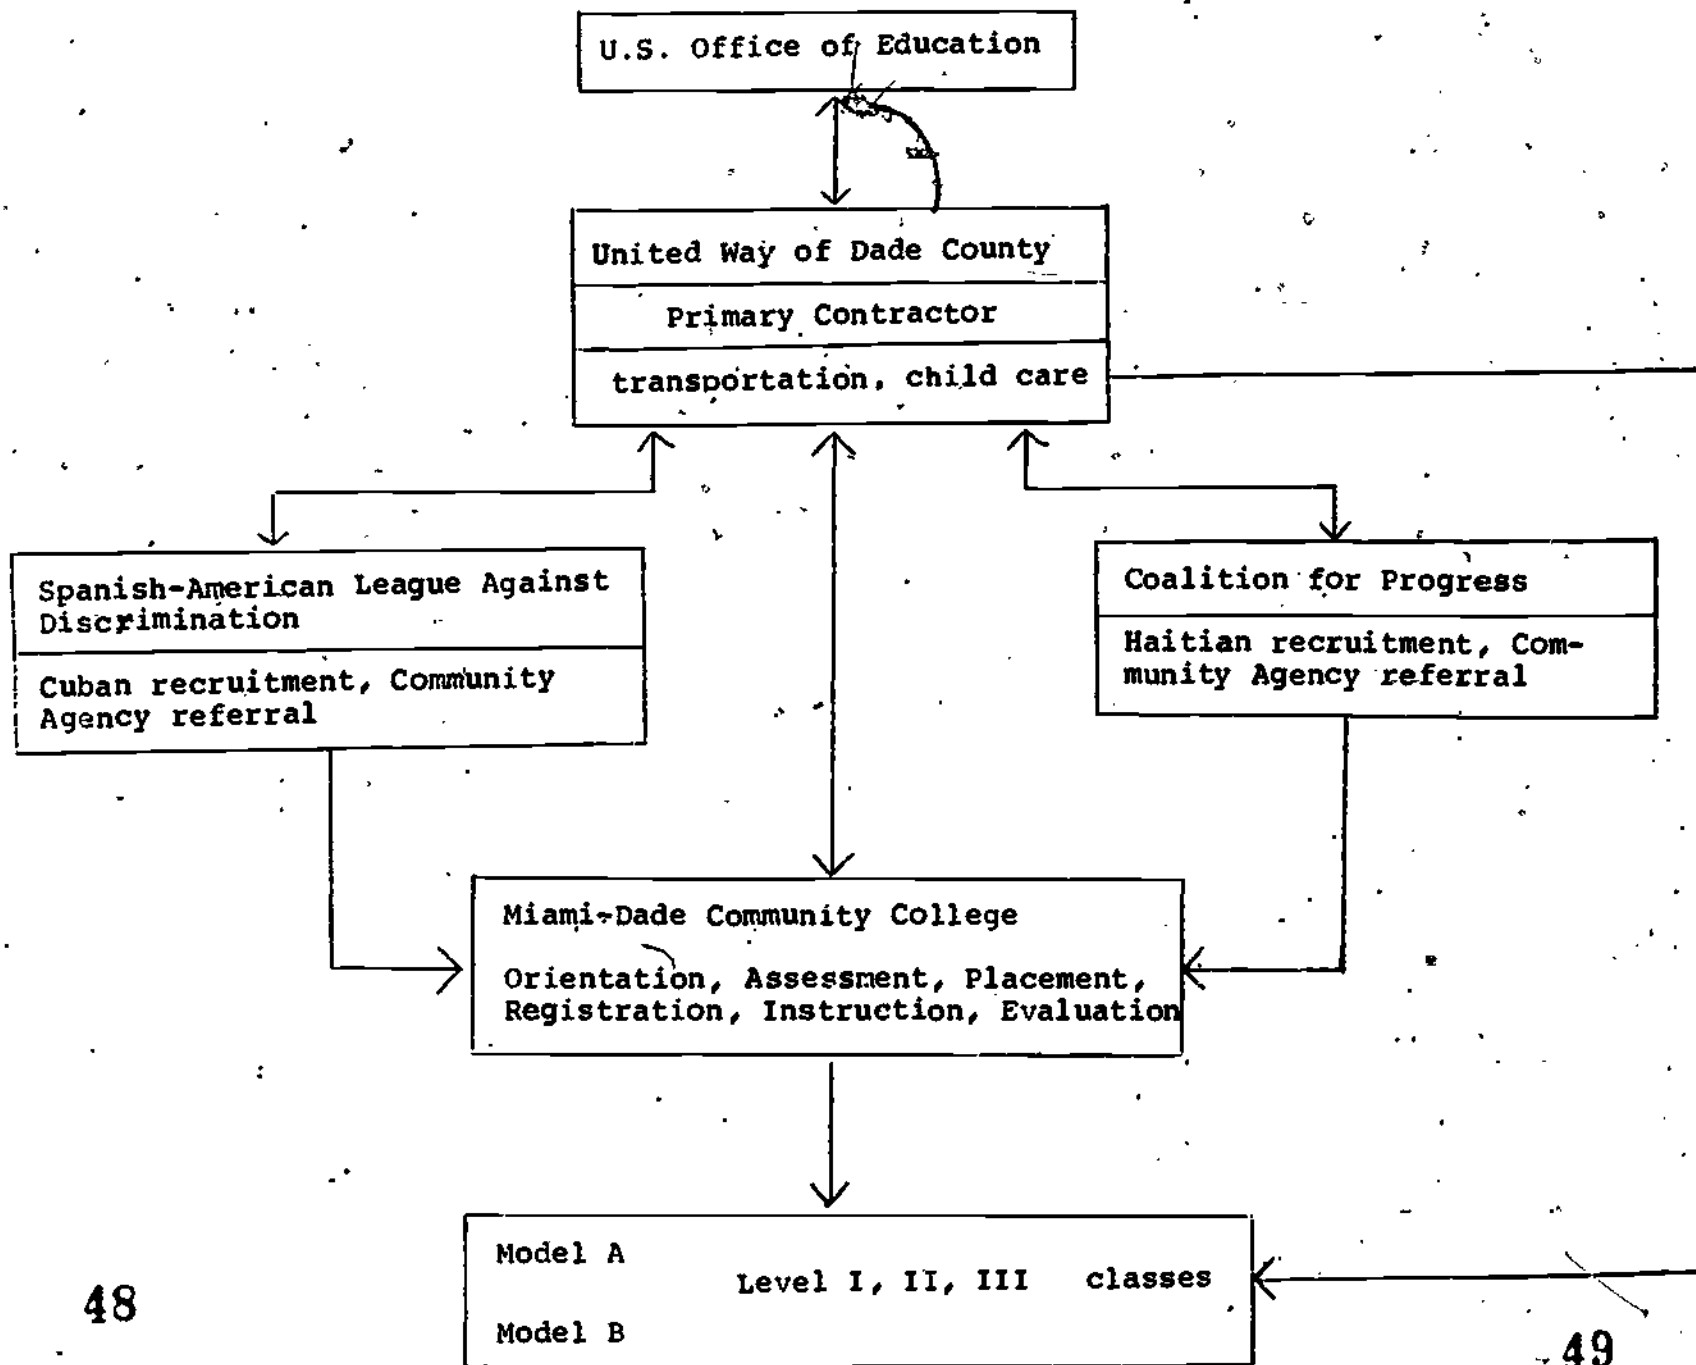 U.S. Office of Education
United Way of Dade County
Primary Contractor
transportation, child care
Spanish-American League Against
Discrimination
Cuban recruitment, Community
Agency referral
Coalition for Progress
Haitian recruitment, Com-
munity Agency referral
Miami-Dade Community College
Orientation, Assessment, Placement,
Registration, Instruction, Evaluation
Model A
Level I, II, III classes
Model B
48
49